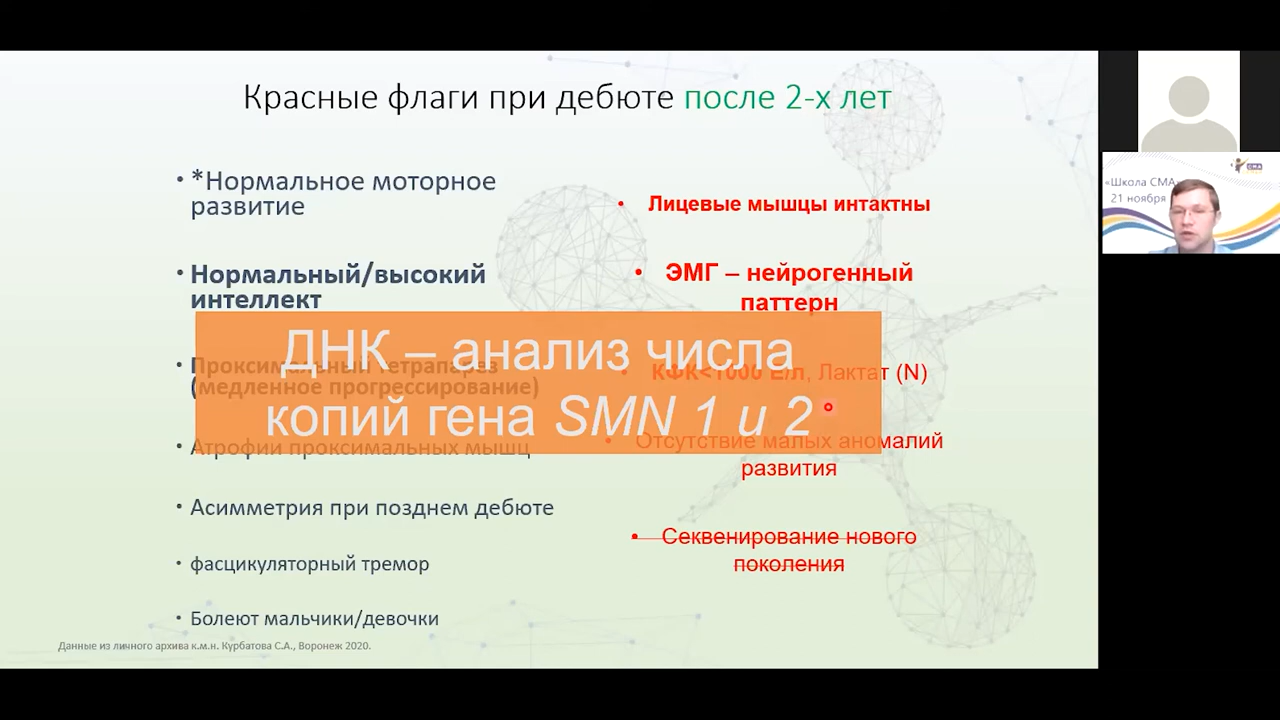 Красные флаги при дебюте после 2-х лет
• *Нормальное моторное
развитие
• Нормальный/высокий
интеллект
• Проксимальный тетрапарез
(медленное прогрессирование)
• Атрофии проксимальных мышц
• Асимметрия при позднем дебюте
• фасцикуляторный тремор
• Болеют мальчики/девочки
• Лицевые мышцы интактны
• ЭМГ – нейрогенный
паттерн
• КФК<1000 Е/л, Лактат (N)
• Отсутствие малых аномалий
развития
• Секвенирование нового
поколения
ДНК – анализ числа
копий гена SMN 1 и 2
Данные из личного архива к.м.н. Курбатова С.А., Воронеж 2020.
СМА
«Школа СМА»
21 ноября